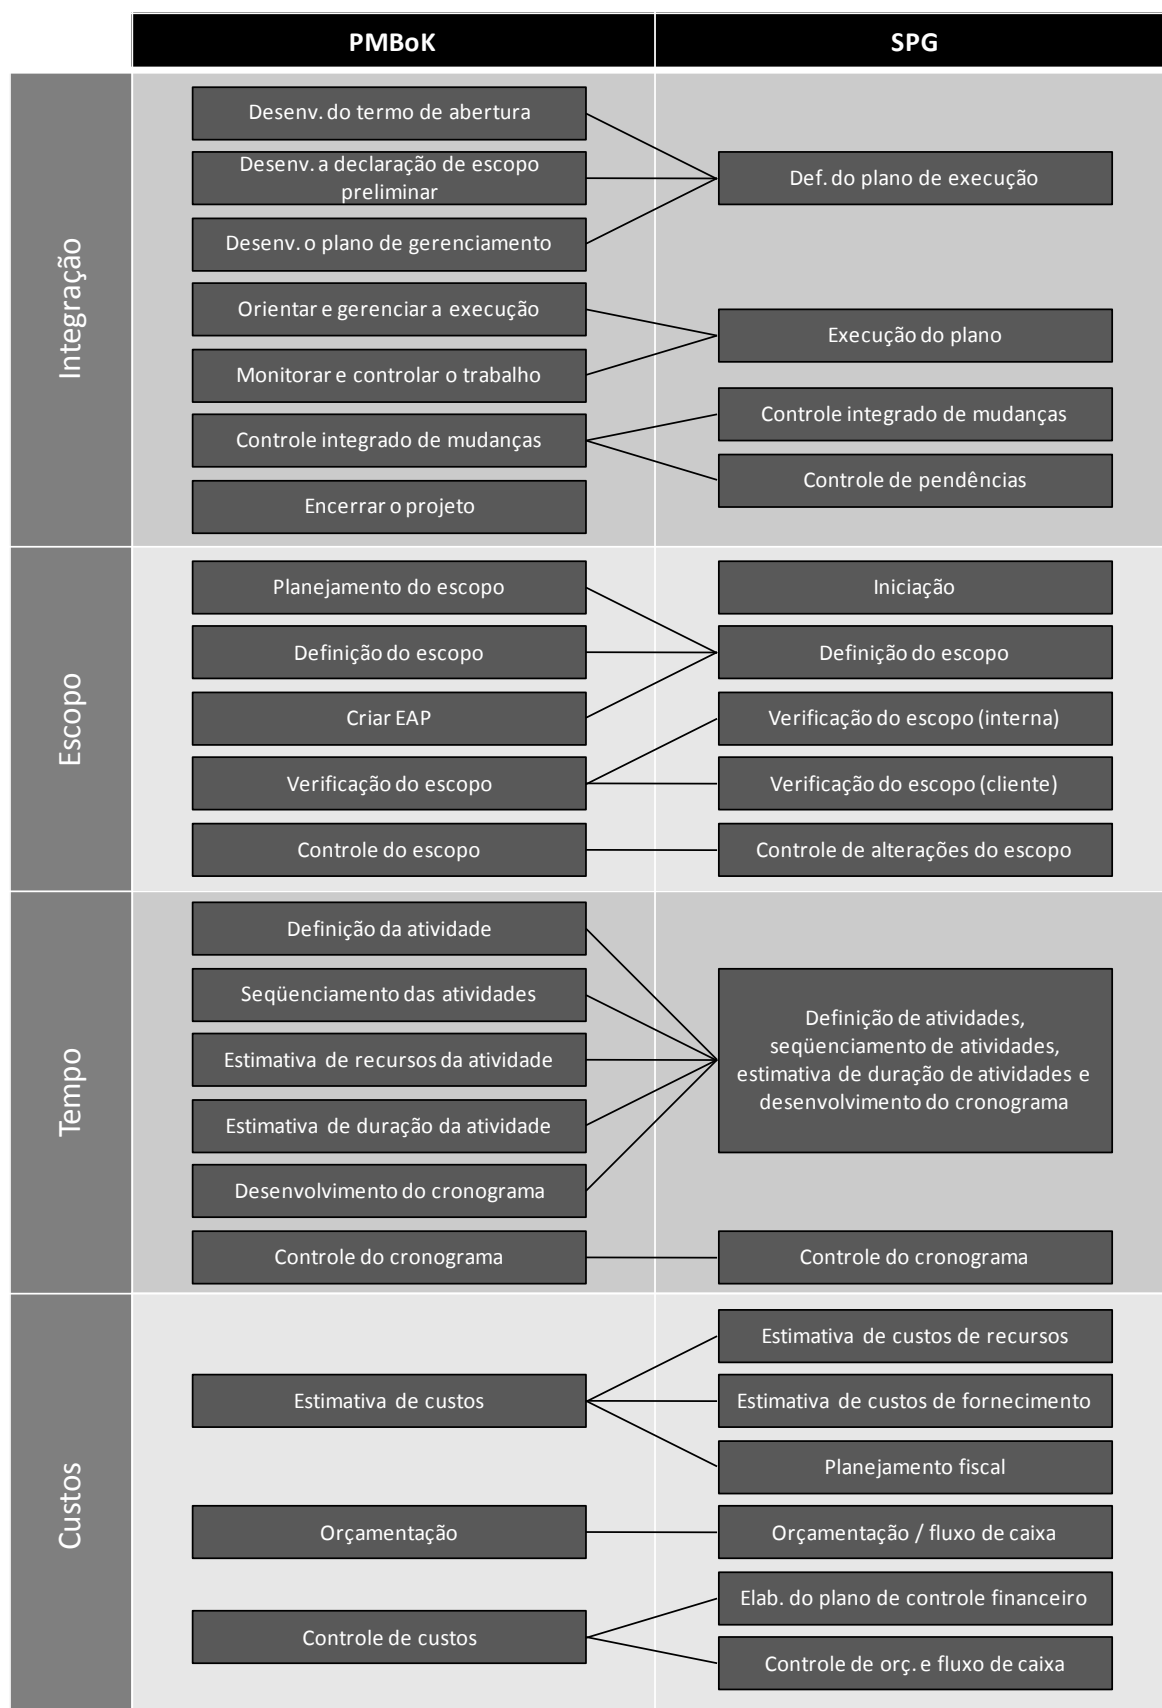 PMBoK
SPG
Integração
Desenv. do termo de abertura
Desenv. a declaração de escopo
preliminar
Desenv. o plano de gerenciamento
Orientar e gerenciar a execução
Monitorar e controlar o trabalho
Controle integrado de mudanças
Encerrar o projeto
Def. do plano de execução
Execução do plano
Controle integrado de mudanças
Controle de pendências
Escopo
Planejamento do escopo
Definição do escopo
Criar EAP
Verificação do escopo
Controle do escopo
Iniciação
Definição do escopo
Verificação do escopo (interna)
Verificação do escopo (cliente)
Controle de alterações do escopo
Tempo
Definição da atividade
Seqüenciamento das atividades
Estimativa de recursos da atividade
Estimativa de duração da atividade
Desenvolvimento do cronograma
Controle do cronograma
Definição de atividades,
seqüenciamento de atividades,
estimativa de duração de atividades e
desenvolvimento do cronograma
Controle do cronograma
Custos
Estimativa de custos
Orçamentação
Controle de custos
Estimativa de custos de recursos
Estimativa de custos de fornecimento
Planejamento fiscal
Orçamentação / fluxo de caixa
Elab. do plano de controle financeiro
Controle de orç. e fluxo de caixa